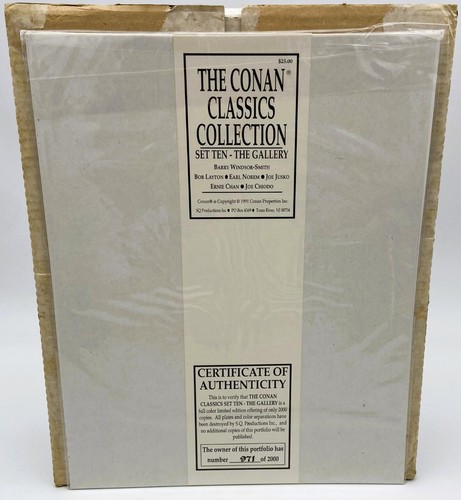 $25.00
THE CONAN®
CLASSICS
COLLECTION
SET TEN - THE GALLERY
BARRY WINDSOR-SMITH
BOB LAYTON ● EARL NOREM ● JOE JUSKO
ERNIE CHAN ● JOE CHIODO
Conan® is Copyright © 1991 Conan Properties Inc.
SQ Productions Inc ● PO Box 4569 ● Toms River, NJ 08754
CERTIFICATE OF
AUTHENTICITY
This is to verify that THE CONAN
CLASSICS SET TEN - THE GALLERY is a
full color limited edition offering of only 2000
copies. All plates and color separations have
been destroyed by S.Q. Productions Inc., and
no additional copies of this portfolio will be
published.
The owner of this portfolio has
number 971 of 2000